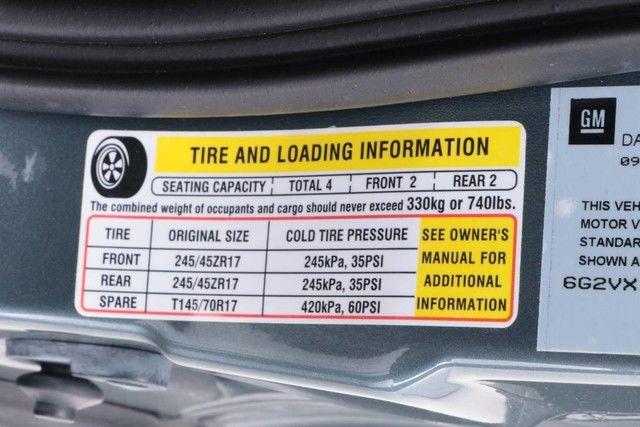 TIRE AND LOADING INFORMATION
SEATING CAPACITY TOTAL 4 FRONT 2 REAR 2
The combined weight of occupants and cargo should never exceed 330kg or 740lbs.
TIRE ORIGINAL SIZE COLD TIRE PRESSURE SEE OWNER'S
FRONT 245/45ZR17 245kPa, 35PSI MANUAL FOR
REAR 245/45ZR17 245kPa, 35PSI ADDITIONAL
SPARE T145/70R17 420kPa, 60PSI INFORMATION
GM
DA
09
THIS VEH
MOTOR V
STANDAR
SHOWN A
6G2VX